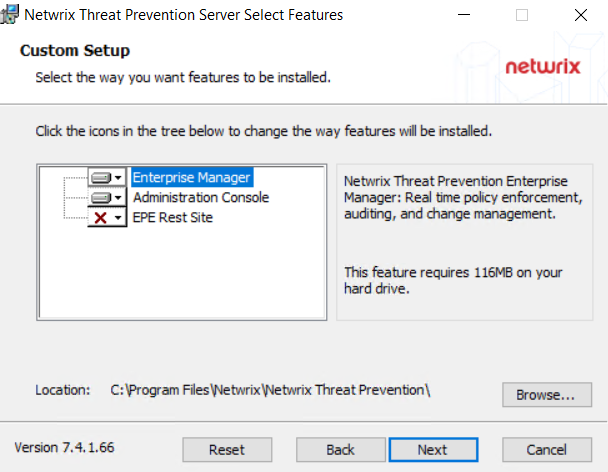 Netwrix Threat Prevention Server Select Features
Custom Setup
Select the way you want features to be installed.
netwrix
Click the icons in the tree below to change the way features will be installed.
Enterprise Manager
Administration Console
EPE Rest Site
Netwrix Threat Prevention Enterprise
Manager: Real time policy enforcement,
auditing, and change management.
This feature requires 116MB on your
hard drive.
Location: C:\Program Files\Netwrix\Netwrix Threat Prevention\
Browse...
Version 7.4.1.66
Reset
Back
Next
Cancel